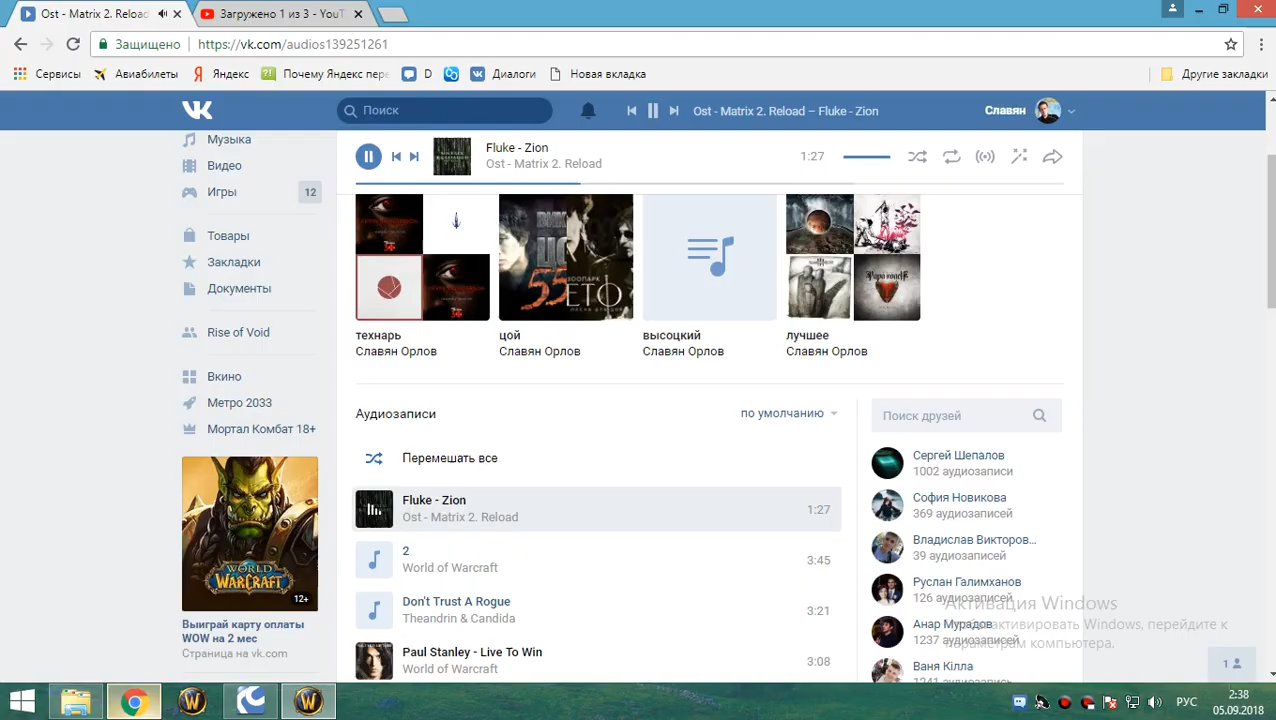 Ost - Matrix 2. Reload
Загружено 1 из 3 - YouT
Защищено
https://vk.com/audios139251261
Сервисы
Авиабилеты
Яндекс
Почему Яндекс пере
D
Диалоги
Новая вкладка
Другие закладки
Поиск
Ost - Matrix 2. Reload – Fluke - Zion
Славян
Музыка
Видео
Игры
12
Товары
Закладки
Документы
Rise of Void
Вкино
Метро 2033
Мортал Комбат 18+
WORLD
WARCRAFT
12+
Выиграй карту оплаты
WOW на 2 мес
Страница на vk.com
Fluke - Zion
Ost - Matrix 2. Reload
1:27
технарь
Славян Орлов
цой
Славян Орлов
высоцкий
Славян Орлов
лучшее
Славян Орлов
Аудиозаписи
по умолчанию
Перемешать все
Fluke - Zion
Ost - Matrix 2. Reload
1:27
2
World of Warcraft
3:45
Don't Trust A Rogue
Theandrin & Candida
3:21
Paul Stanley - Live To Win
World of Warcraft
3:08
Поиск друзей
Сергей Шепалов
1002 аудиозаписи
София Новикова
369 аудиозаписей
Владислав Викторов...
39 аудиозаписей
Руслан Галимханов
126 аудиозаписей
Анар Мурадов
1237 аудиозаписей
Ваня Кілла
1241 аудиозапись
Активация Windows
активировать Windows, перейдите к
параметрам компьютера.
1
РУС
2:38
05.09.2018